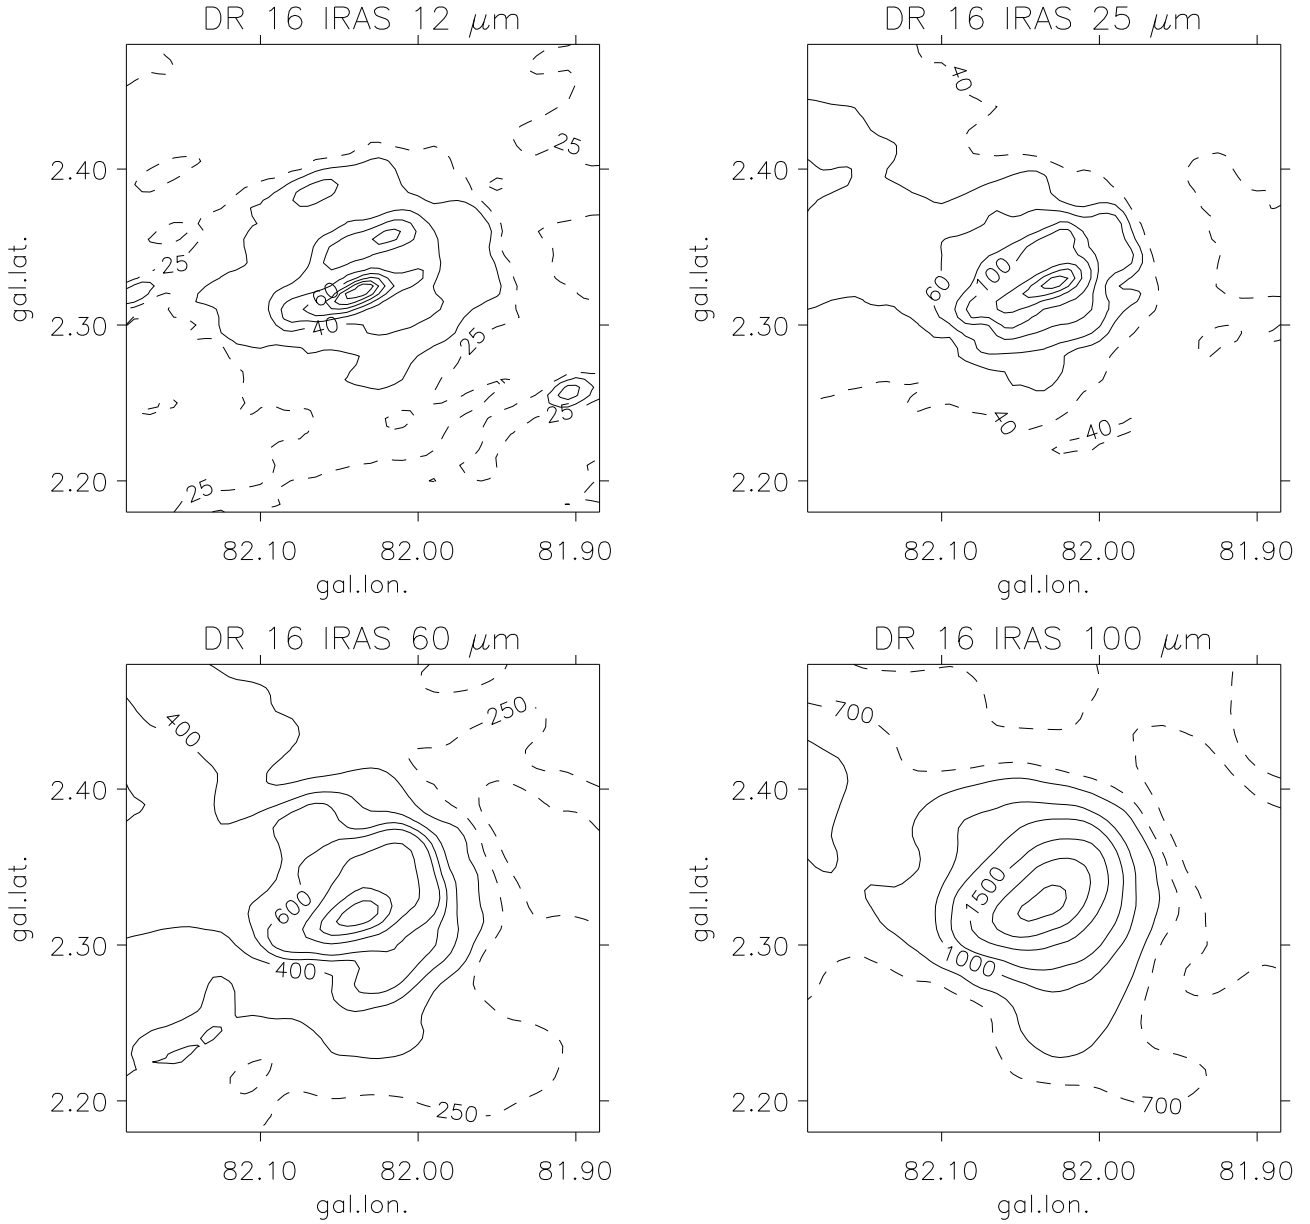 DR 16 IRAS 12 μm
gal.lat.
2.40
2.30
2.20
25
25
60
40
25
25
25
82.10 82.00 81.90
gal.lon.
DR 16 IRAS 25 μm
gal.lat.
2.40
2.30
2.20
40
100
60
40
40
82.10 82.00 81.90
gal.lon.
DR 16 IRAS 60 μm
gal.lat.
2.40
2.30
2.20
400
250
600
400
250
82.10 82.00 81.90
gal.lon.
DR 16 IRAS 100 μm
gal.lat.
2.40
2.30
2.20
700
1500
1000
700
82.10 82.00 81.90
gal.lon.